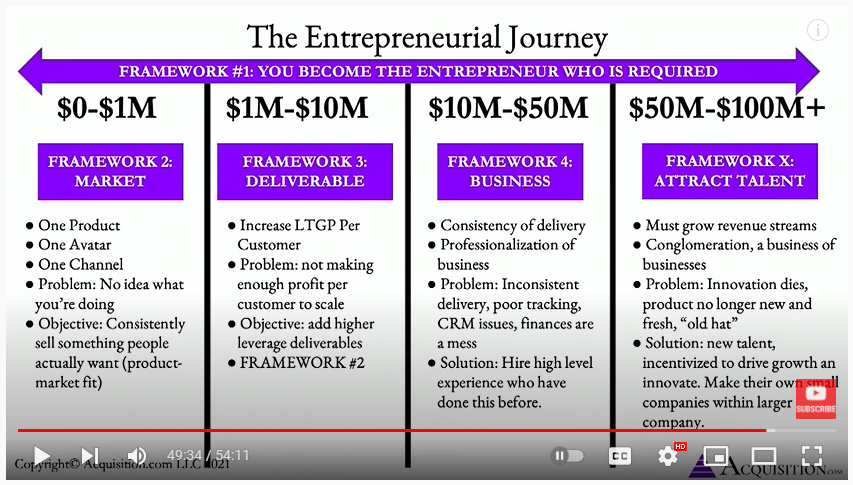 The Entrepreneurial Journey
FRAMEWORK #1: YOU BECOME THE ENTREPRENEUR WHO IS REQUIRED
$0-$1M
FRAMEWORK 2:
MARKET
● One Product
● One Avatar
● One Channel
● Problem: No idea what
you're doing
● Objective: Consistently
sell something people
actually want (product-
market fit)
$1M-$10M
FRAMEWORK 3:
DELIVERABLE
● Increase LTGP Per
Customer
● Problem: not making
enough profit per
customer to scale
● Objective: add higher
leverage deliverables
● FRAMEWORK #2
$10M-$50M
FRAMEWORK 4:
BUSINESS
● Consistency of delivery
● Professionalization of
business
● Problem: Inconsistent
delivery, poor tracking,
CRM issues, finances are
a mess
● Solution: Hire high level
experience who have
done this before.
$50M-$100M+
FRAMEWORK X:
ATTRACT TALENT
● Must grow revenue streams
● Conglomeration, a business of
businesses
● Problem: Innovation dies,
product no longer new and
fresh, “old hat”
● Solution: new talent,
incentivized to drive growth an
innovate. Make their own small
companies within larger
company.
SUBSCRIBE
49:34 / 54:11
CC
HD
Copyright© Acquisition.com LLC 2021
ACQUISITION.COM